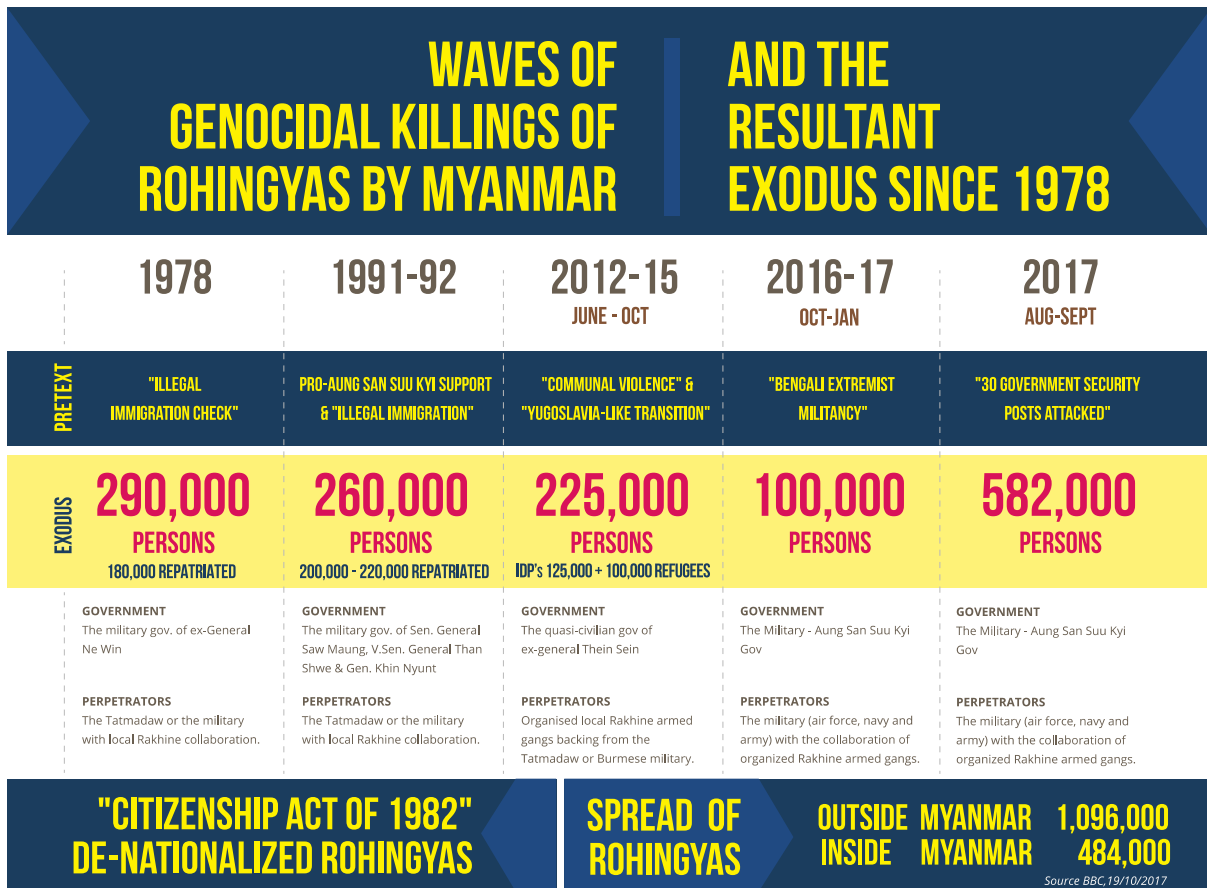 WAVES OF
GENOCIDAL KILLINGS OF
ROHINGYAS BY MYANMAR
AND THE
RESULTANT
EXODUS SINCE 1978
1978
1991-92
2012-15
JUNE - OCT
2016-17
OCT-JAN
2017
AUG-SEPT
PRETEXT
"ILLEGAL
IMMIGRATION CHECK"
PRO-AUNG SAN SUU KYI SUPPORT
& "ILLEGAL IMMIGRATION"
"COMMUNAL VIOLENCE" &
"YUGOSLAVIA-LIKE TRANSITION"
"BENGALI EXTREMIST
MILITANCY"
"30 GOVERNMENT SECURITY
POSTS ATTACKED"
EXODUS
290,000
PERSONS
180,000 REPATRIATED
260,000
PERSONS
200,000 - 220,000 REPATRIATED
225,000
PERSONS
IDP's 125,000 + 100,000 REFUGEES
100,000
PERSONS
582,000
PERSONS
GOVERNMENT
The military gov. of ex-General
Ne Win
PERPETRATORS
The Tatmadaw or the military
with local Rakhine collaboration.
GOVERNMENT
The military gov. of Sen. General
Saw Maung, V.Sen. General Than
Shwe & Gen. Khin Nyunt
PERPETRATORS
The Tatmadaw or the military
with local Rakhine collaboration.
GOVERNMENT
The quasi-civilian gov of
ex-general Thein Sein
PERPETRATORS
Organised local Rakhine armed
gangs backing from the
Tatmadaw or Burmese military.
GOVERNMENT
The Military - Aung San Suu Kyi
Gov
PERPETRATORS
The military (air force, navy and
army) with the collaboration of
organized Rakhine armed gangs.
GOVERNMENT
The Military - Aung San Suu Kyi
Gov
PERPETRATORS
The military (air force, navy and
army) with the collaboration of
organized Rakhine armed gangs.
"CITIZENSHIP ACT OF 1982"
DE-NATIONALIZED ROHINGYAS
SPREAD OF
ROHINGYAS
OUTSIDE MYANMAR 1,096,000
INSIDE MYANMAR 484,000
Source BBC,19/10/2017